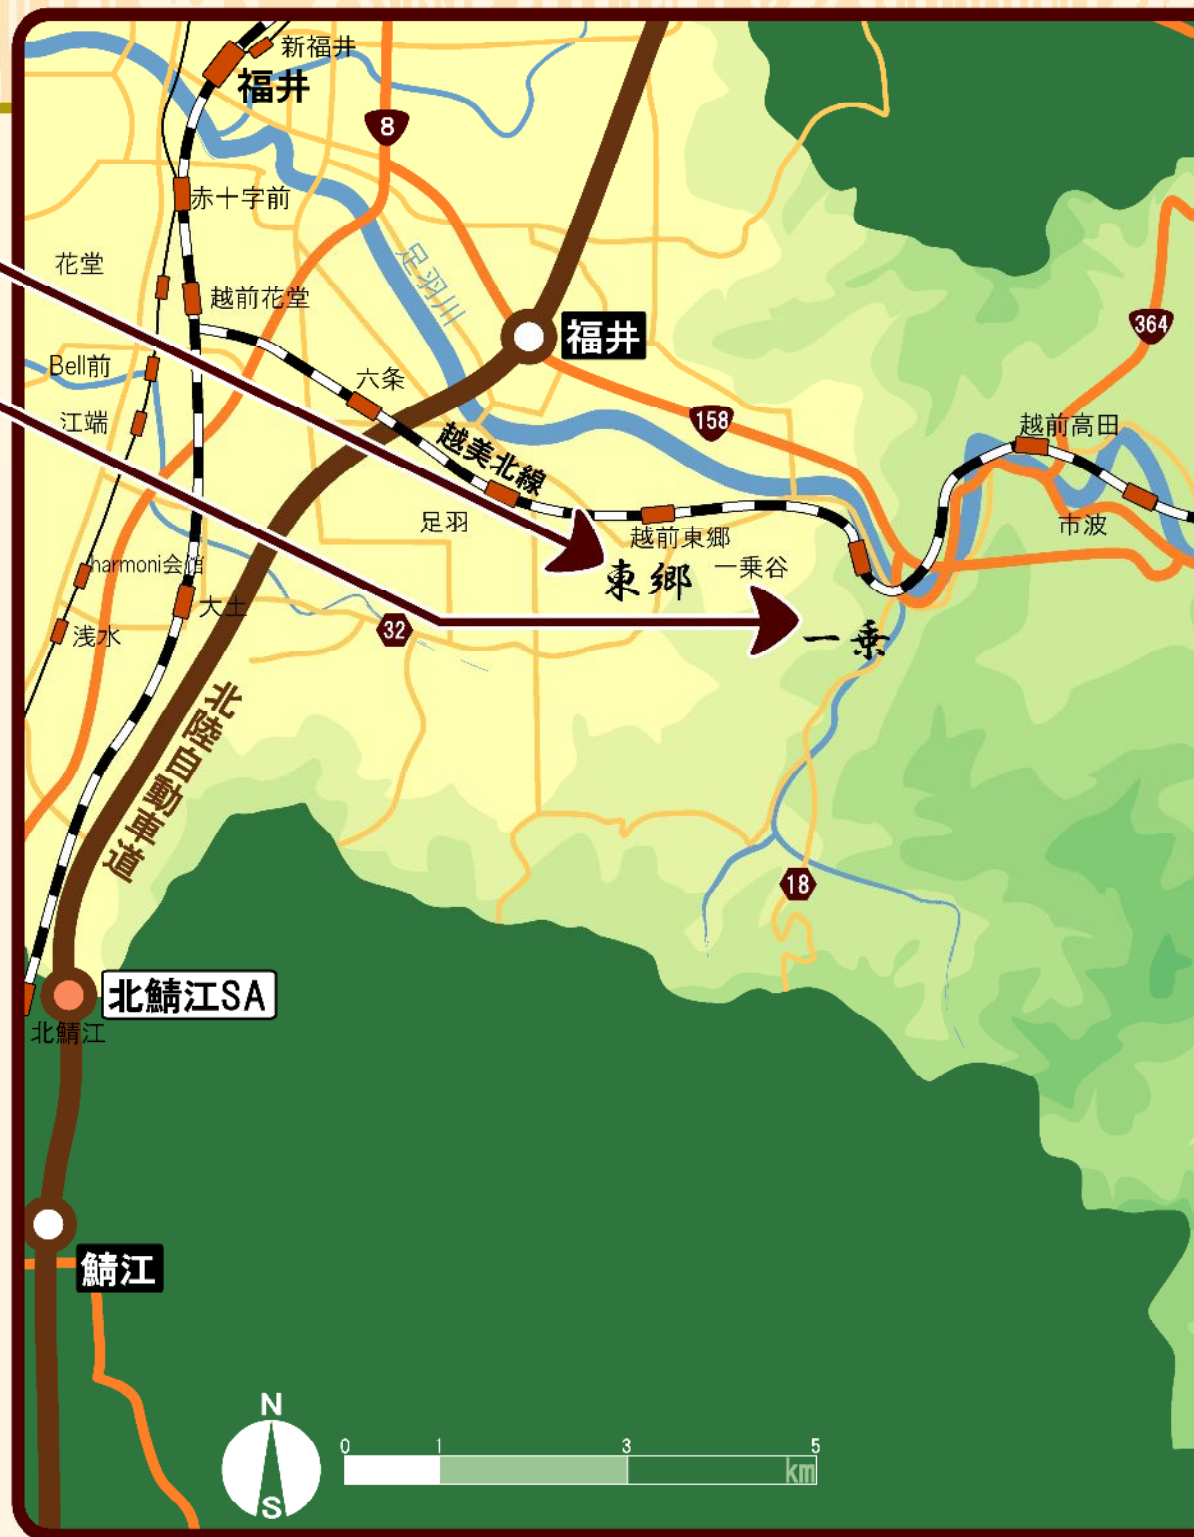 新福井
福井
8
赤十字前
花堂
足羽川
越前花堂
364
福井
Bell前
六条
158
江端
越前高田
越美北線
足羽
市波
越前東郷
harmoni会館
一乗谷
東郷
大土
32
浅水
一乗
北陸自動車道
18
北鯖江SA
北鯖江
鯖江
N
S
0 1 3 5
km